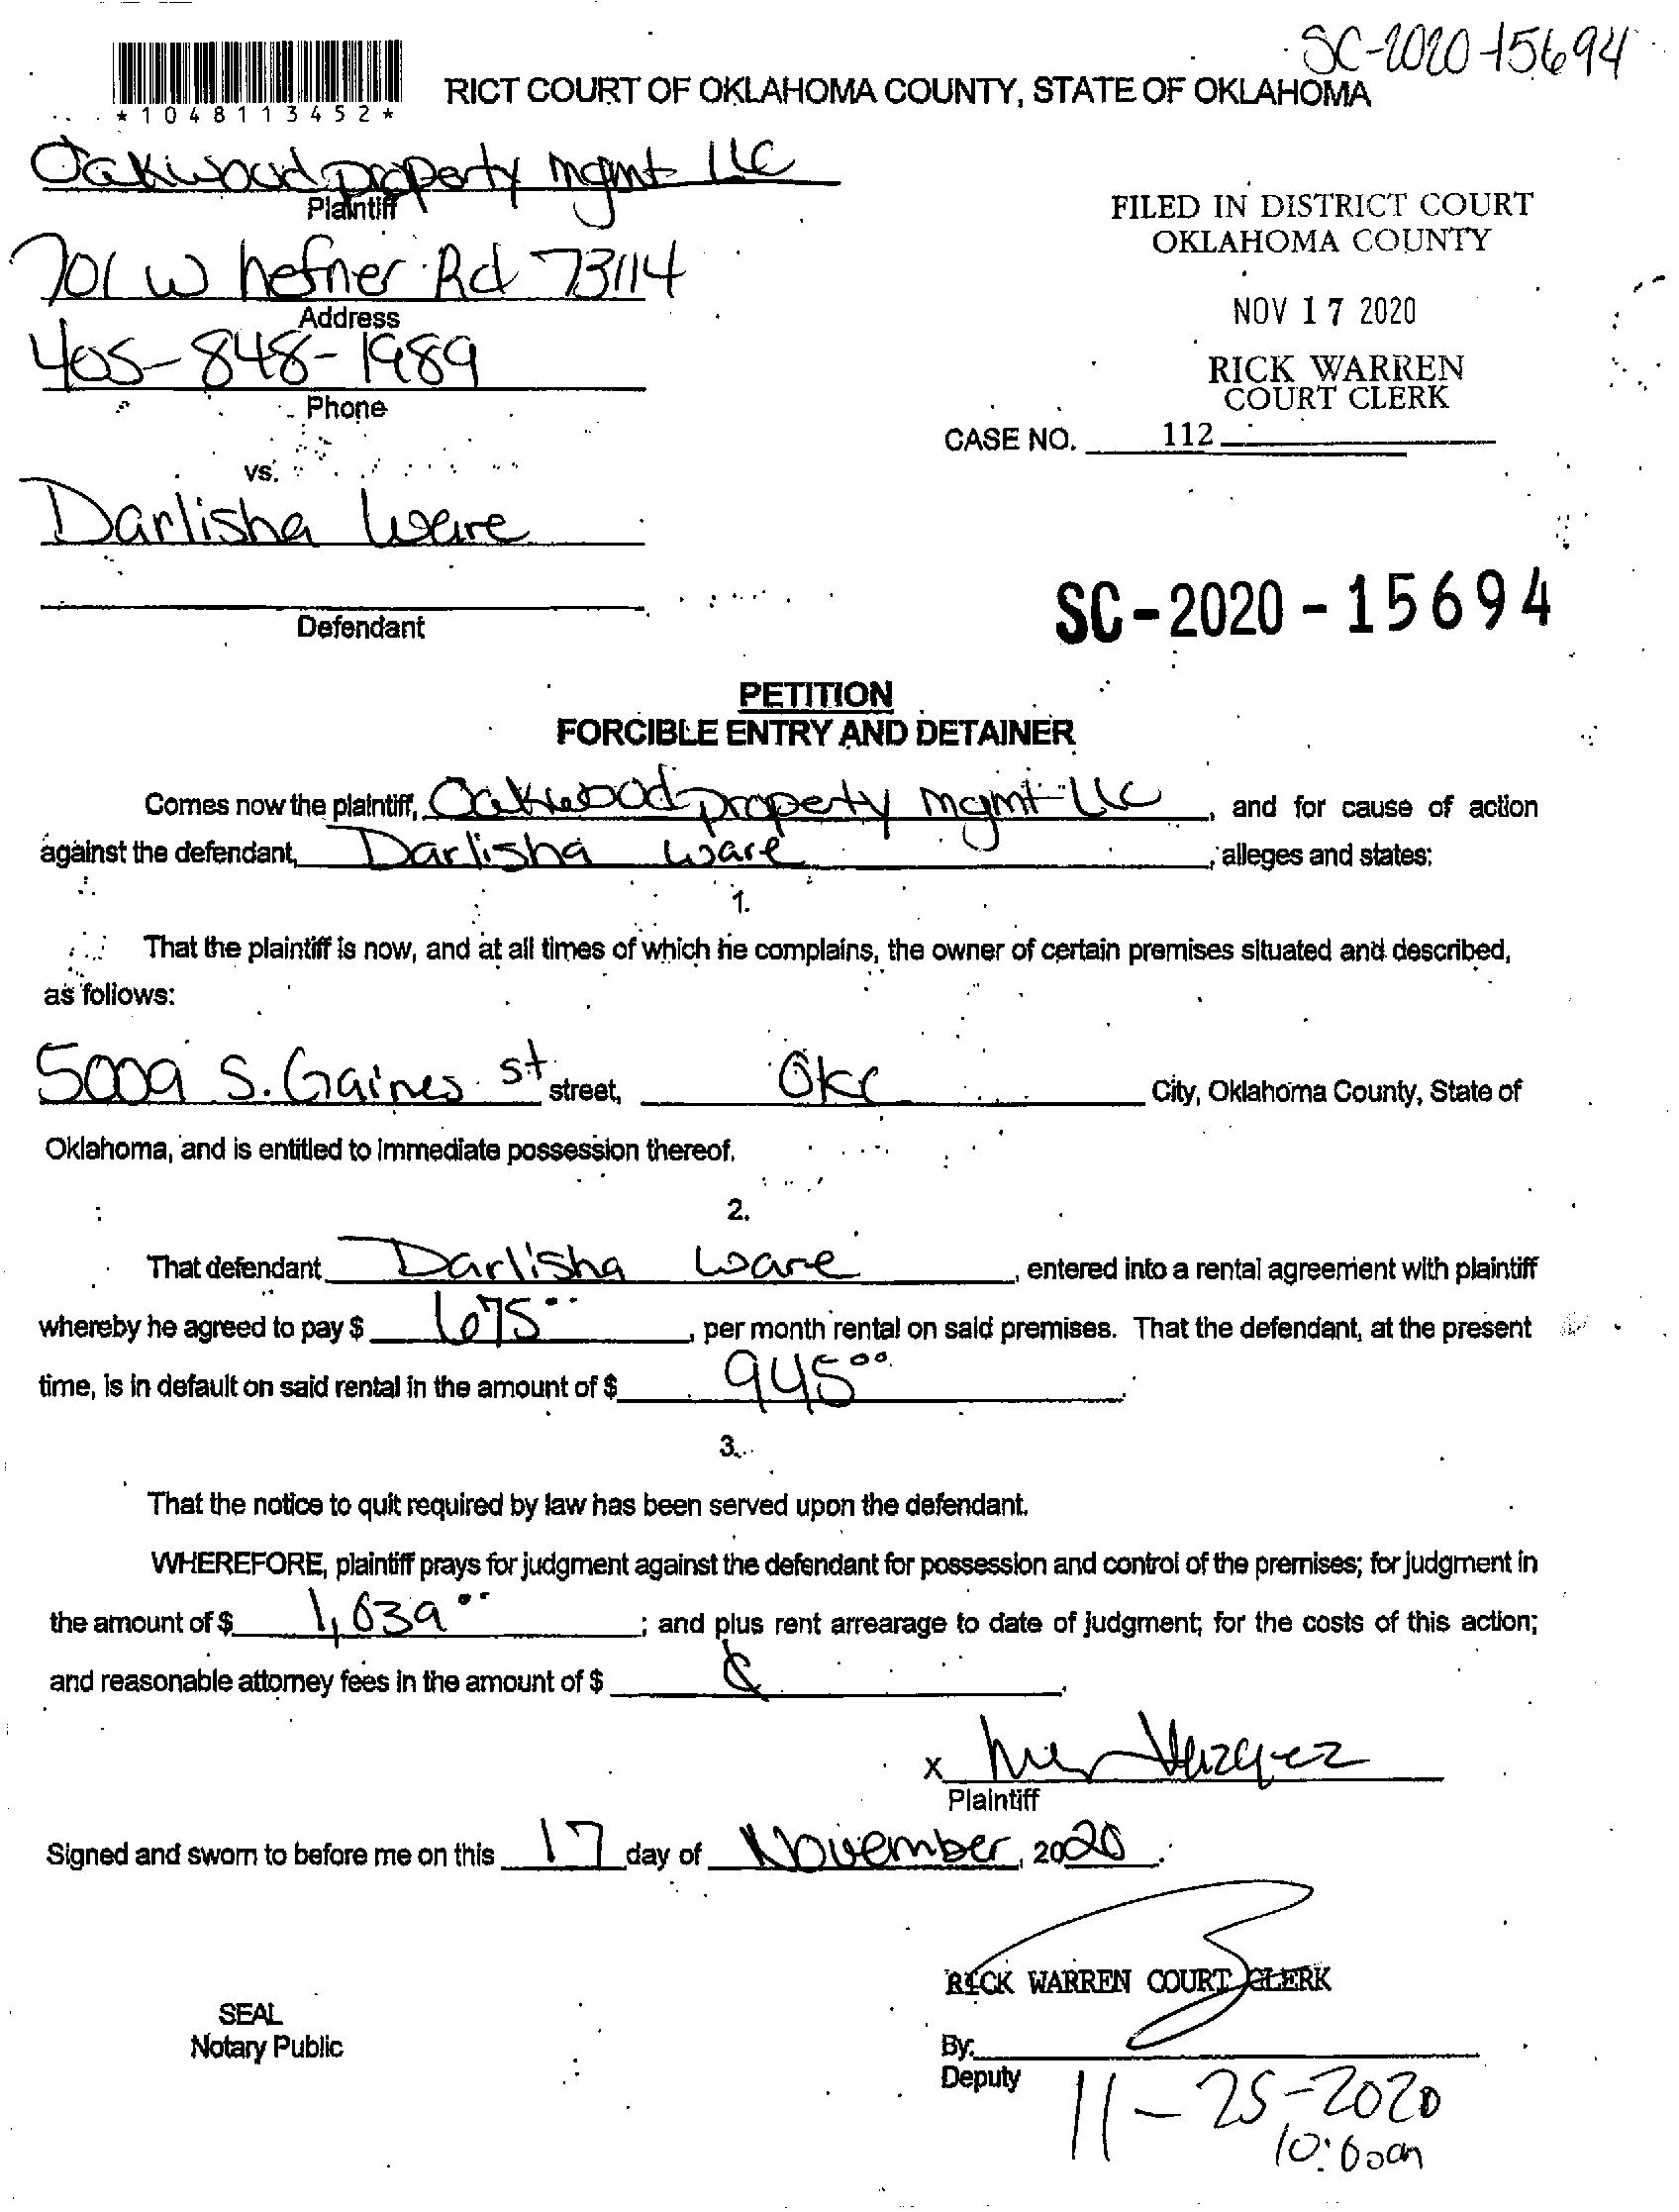 SC-2020-15694
*1048113452*
RICT COURT OF OKLAHOMA COUNTY, STATE OF OKLAHOMA
Oakwood property mgmt llc
Plaintiff
701 W hefner Rd 73114
Address
405-848-1989
Phone
FILED IN DISTRICT COURT
OKLAHOMA COUNTY
NOV 17 2020
RICK WARREN
COURT CLERK
CASE NO. 112
vs.
Darlisha Ware
Defendant
SC-2020-15694
PETITION
FORCIBLE ENTRY AND DETAINER
Comes now the plaintiff, Oakwood property mgmt llc, and for cause of action
against the defendant, Darlisha Ware, alleges and states:
1.
That the plaintiff is now, and at all times of which he complains, the owner of certain premises situated and described,
as follows:
5009 S. Gaines st street, OKC City, Oklahoma County, State of
Oklahoma, and is entitled to immediate possession thereof.
2.
That defendant Darlisha Ware, entered into a rental agreement with plaintiff
whereby he agreed to pay $ 675.00, per month rental on said premises. That the defendant, at the present
time, is in default on said rental in the amount of $ 945.00.
3.
That the notice to quit required by law has been served upon the defendant.
WHEREFORE, plaintiff prays for judgment against the defendant for possession and control of the premises; for judgment in
the amount of $ 1,039.00; and plus rent arrearage to date of judgment; for the costs of this action;
and reasonable attorney fees in the amount of $
x Vazquez
Plaintiff
Signed and sworn to before me on this 17 day of November, 2020.
RICK WARREN COURT CLERK
SEAL
Notary Public
By:
Deputy
11-25-2020
10:00am